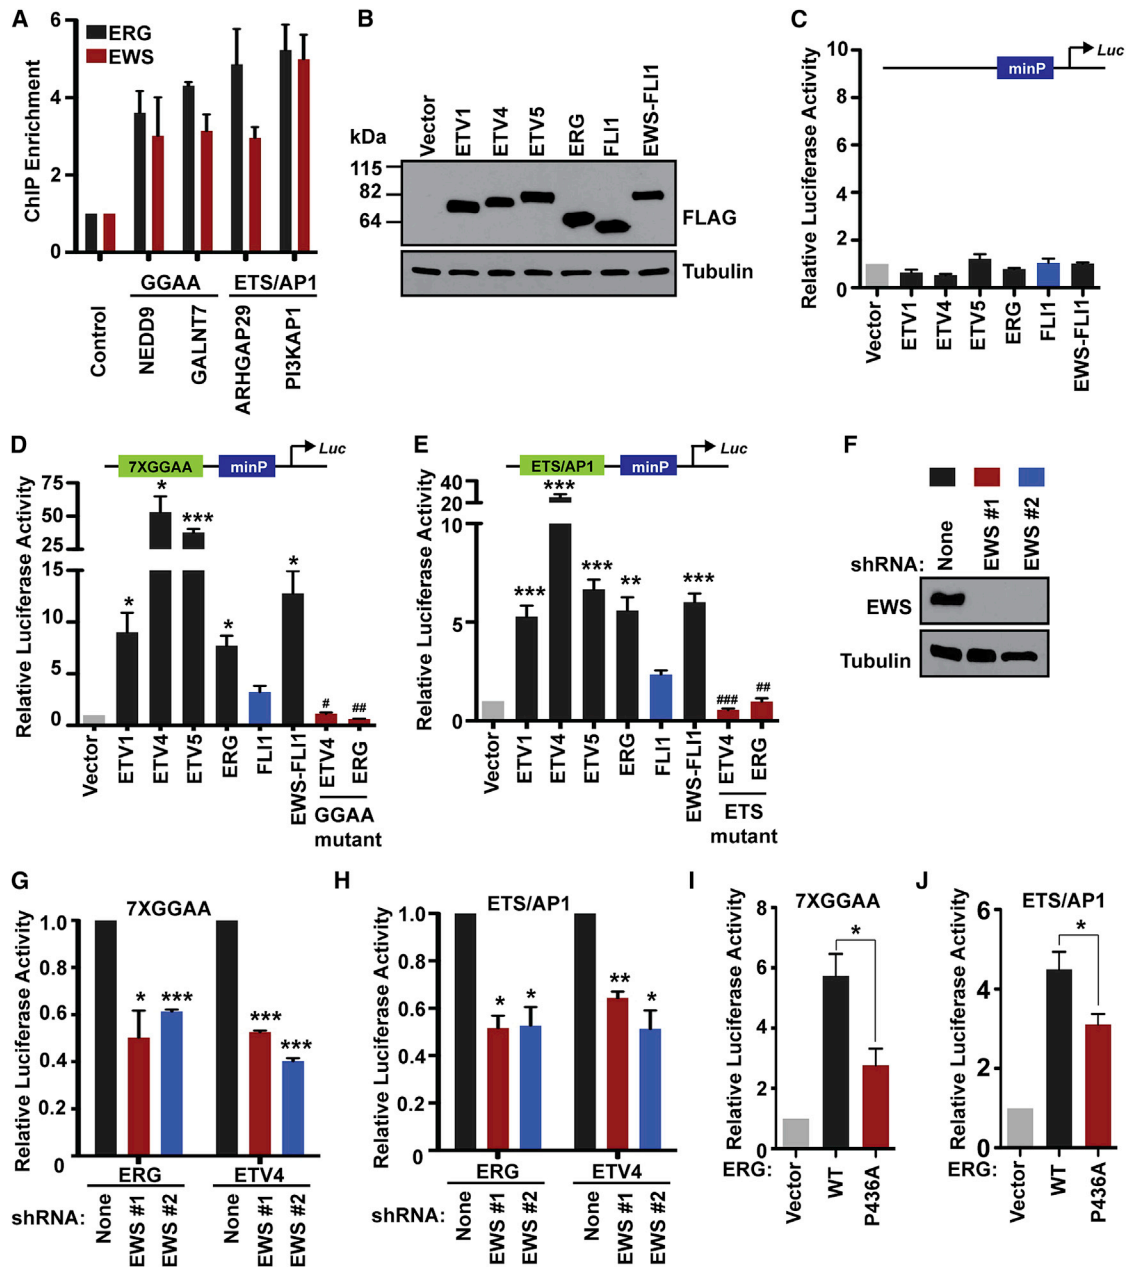 A
6
4
2
0
ChIP Enrichment
ERG
EWS
GGAA
ETS/AP1
Control
NEDD9
GALNT7
ARHGAP29
PI3KAP1
B
Vector
ETV1
ETV4
ETV5
ERG
FLI1
EWS-FLI1
kDa
115
82
64
FLAG
Tubulin
C
Relative Luciferase Activity
10
8
6
4
2
0
minP
Luc
Vector
ETV1
ETV4
ETV5
ERG
FLI1
EWS-FLI1
D
7XGGAA
minP
Luc
Relative Luciferase Activity
75
50
25
15
10
5
0
*
*
***
*
*
#
##
Vector
ETV1
ETV4
ETV5
ERG
FLI1
EWS-FLI1
ETV4
ERG
GGAA
mutant
E
ETS/AP1
minP
Luc
Relative Luciferase Activity
40
20
10
5
0
***
***
***
**
***
###
##
Vector
ETV1
ETV4
ETV5
ERG
FLI1
EWS-FLI1
ETV4
ERG
ETS
mutant
F
shRNA:
None
EWS #1
EWS #2
EWS
Tubulin
G
7XGGAA
Relative Luciferase Activity
1.0
0.8
0.6
0.4
0.2
0
*
***
***
***
ERG
ETV4
shRNA:
None
EWS #1
EWS #2
None
EWS #1
EWS #2
H
ETS/AP1
Relative Luciferase Activity
1.0
0.8
0.6
0.4
0.2
0
*
*
**
*
ERG
ETV4
shRNA:
None
EWS #1
EWS #2
None
EWS #1
EWS #2
I
7XGGAA
Relative Luciferase Activity
8
6
4
2
0
*
ERG:
Vector
WT
P436A
J
ETS/AP1
Relative Luciferase Activity
6
4
2
0
*
ERG:
Vector
WT
P436A